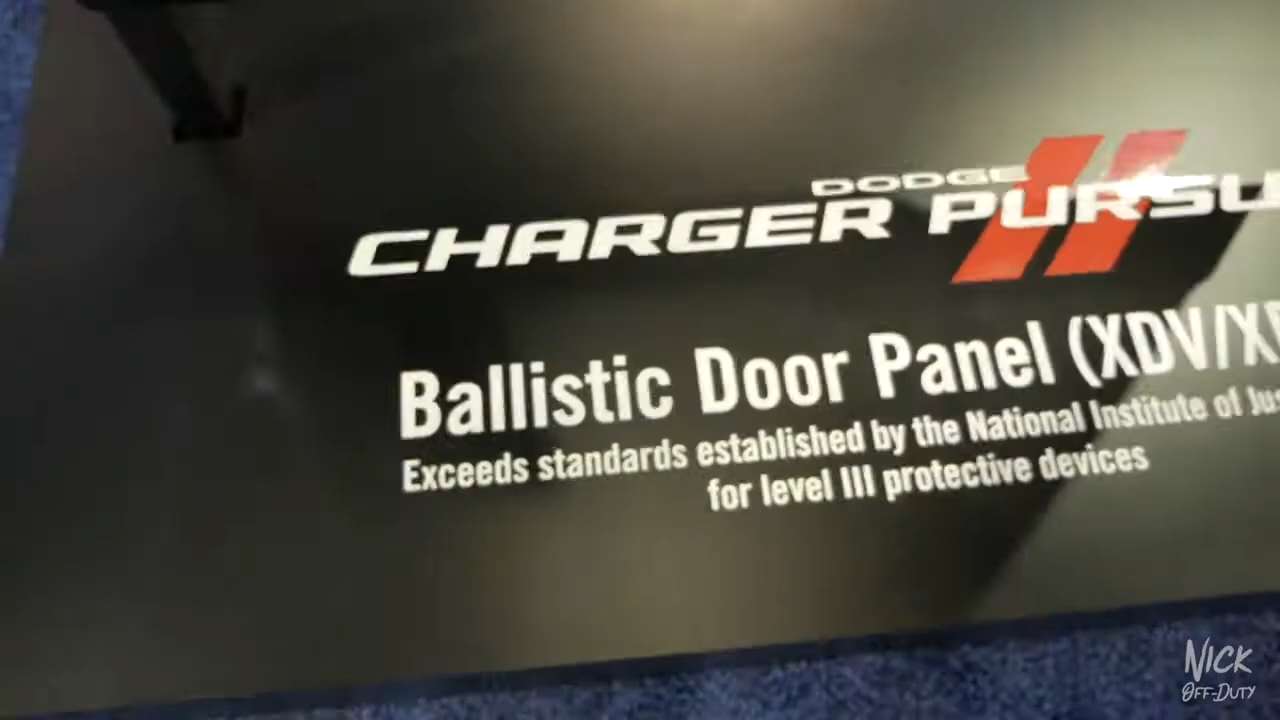 DODGE
CHARGER PURSU
Ballistic Door Panel (XDV/X
Exceeds standards established by the National Institute of Jus
for level III protective devices
NICK
OFF-DUTY